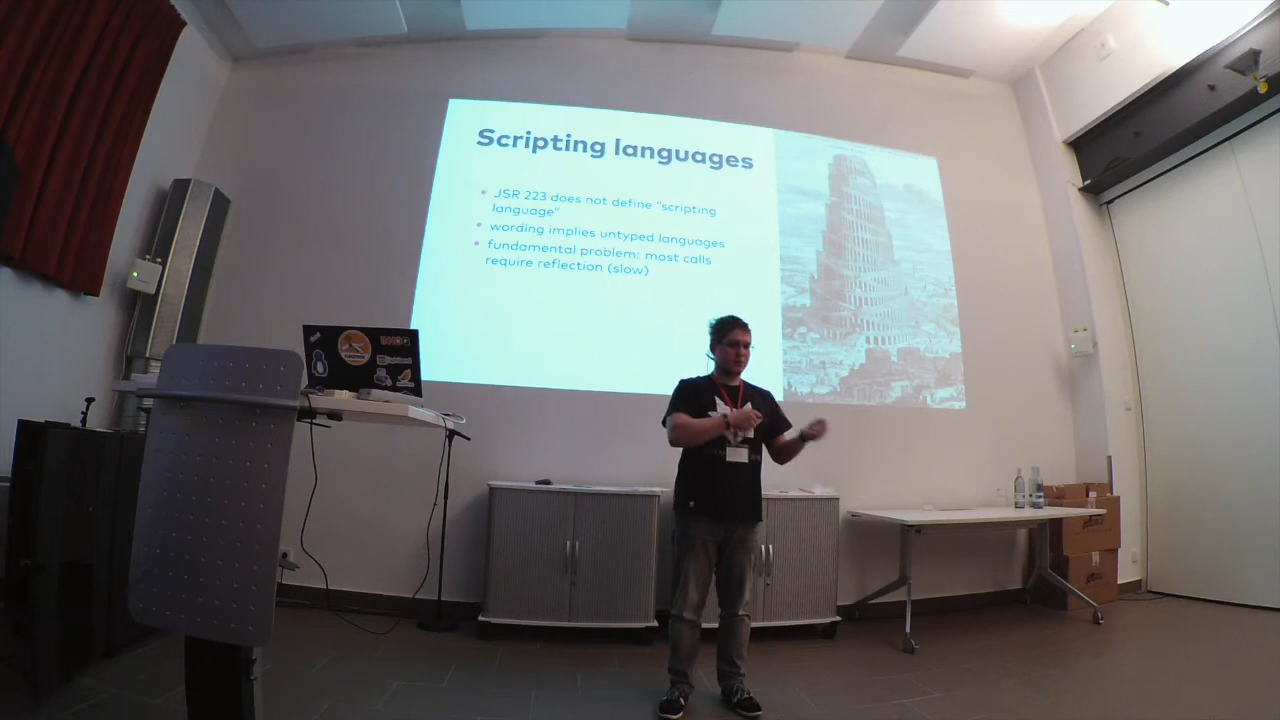 Scripting languages
JSR 223 does not define "scripting
language"
wording implies untyped languages
fundamental problem: most calls
require reflection (slow)